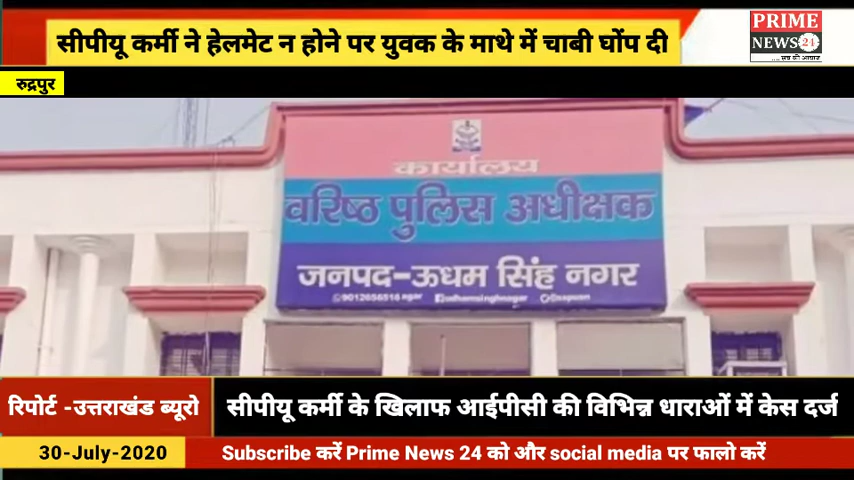 सीपीयू कर्मी ने हेलमेट न होने पर युवक के माथे में चाबी घोंप दी
PRIME
NEWS 24
रुद्रपुर
कार्यालय
वरिष्ठ पुलिस अधीक्षक
जनपद-ऊधम सिंह नगर
रिपोर्ट -उत्तराखंड ब्यूरो
सीपीयू कर्मी के खिलाफ आईपीसी की विभिन्न धाराओं में केस दर्ज
30-July-2020
Subscribe करें Prime News 24 को और social media पर फालो करें